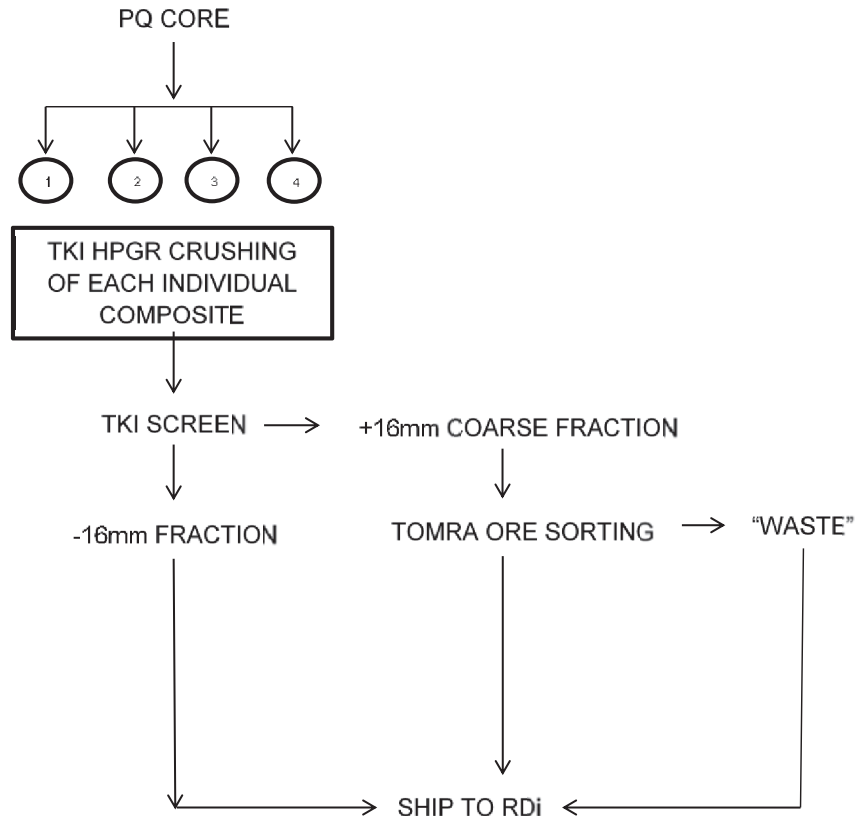 PQ CORE
1 2 3 4
TKI HPGR CRUSHING
OF EACH INDIVIDUAL
COMPOSITE
TKI SCREEN
+16mm COARSE FRACTION
-16mm FRACTION
TOMRA ORE SORTING
“WASTE”
SHIP TO RDi